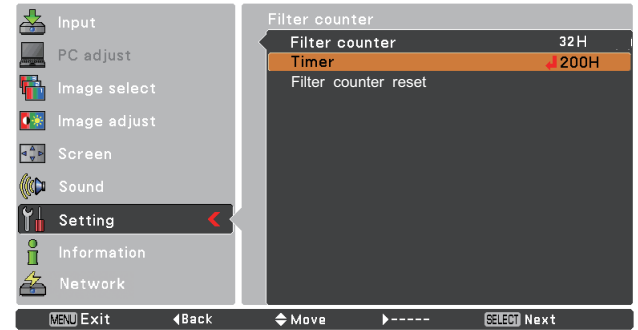 Input
PC adjust
Image select
Image adjust
Screen
Sound
Setting
Information
Network
Filter counter
Filter counter 32H
Timer 200H
Filter counter reset
MENU Exit Back Move ----- SELECT Next